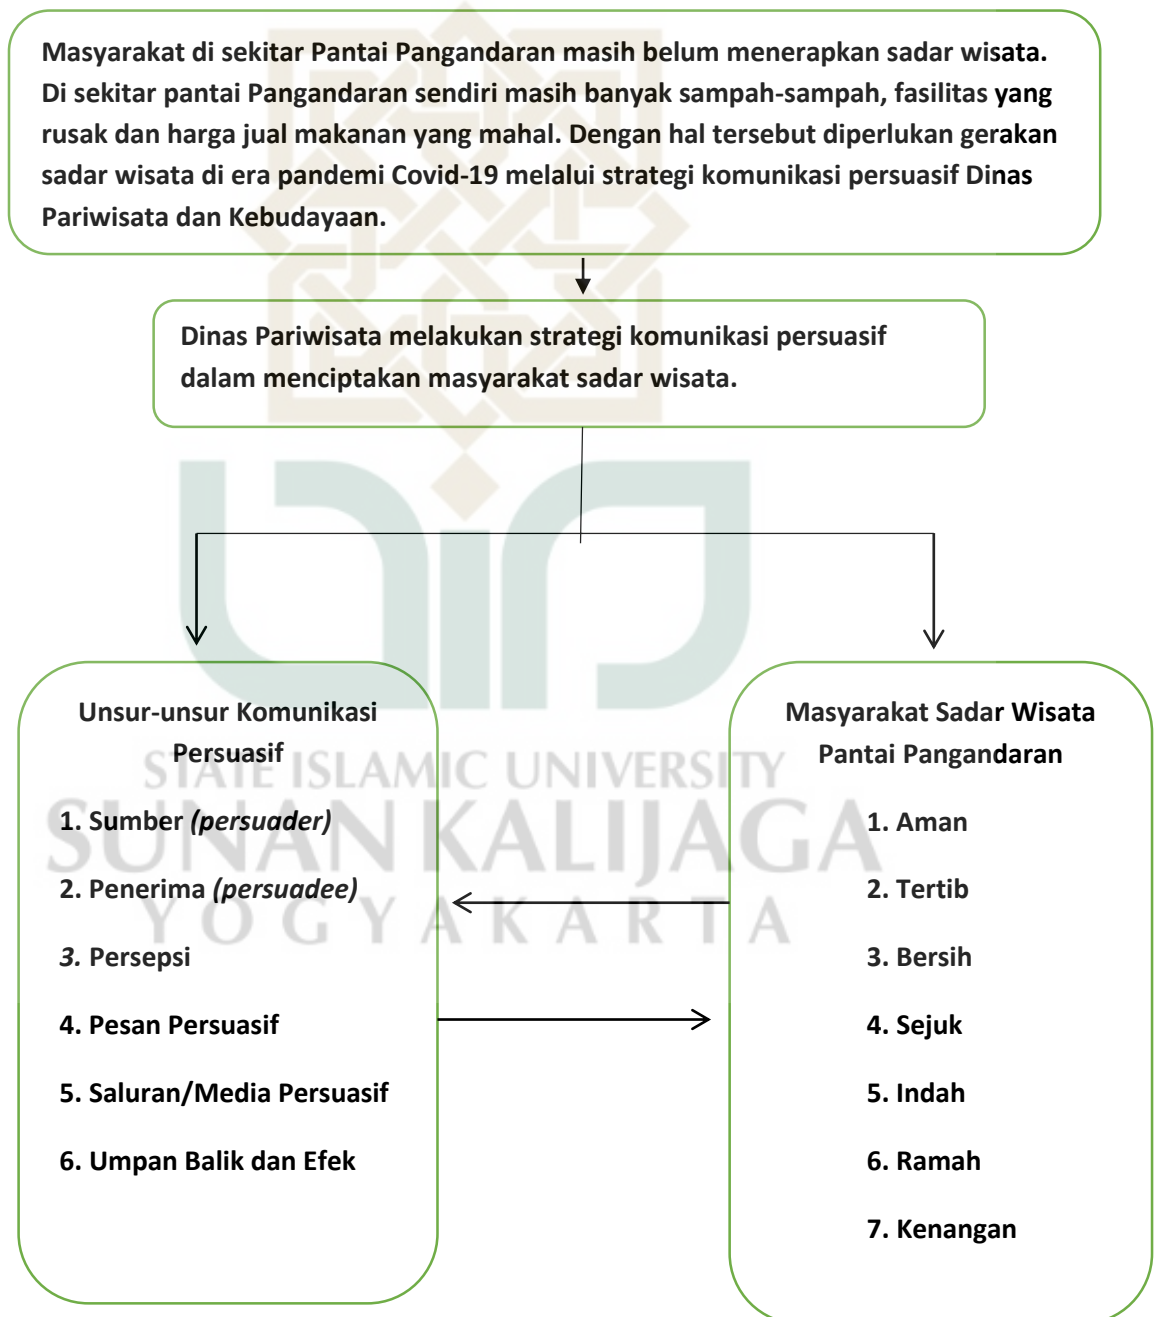 Masyarakat di sekitar Pantai Pangandaran masih belum menerapkan sadar wisata.
Di sekitar pantai Pangandaran sendiri masih banyak sampah-sampah, fasilitas yang
rusak dan harga jual makanan yang mahal. Dengan hal tersebut diperlukan gerakan
sadar wisata di era pandemi Covid-19 melalui strategi komunikasi persuasif Dinas
Pariwisata dan Kebudayaan.
Dinas Pariwisata melakukan strategi komunikasi persuasif
dalam menciptakan masyarakat sadar wisata.
Unsur-unsur Komunikasi
Persuasif
1. Sumber (persuader)
2. Penerima (persuadee)
3. Persepsi
4. Pesan Persuasif
5. Saluran/Media Persuasif
6. Umpan Balik dan Efek
Masyarakat Sadar Wisata
Pantai Pangandaran
1. Aman
2. Tertib
3. Bersih
4. Sejuk
5. Indah
6. Ramah
7. Kenangan
STATE ISLAMIC UNIVERSITY
SUNAN KALIJAGA
YOGYAKARTA